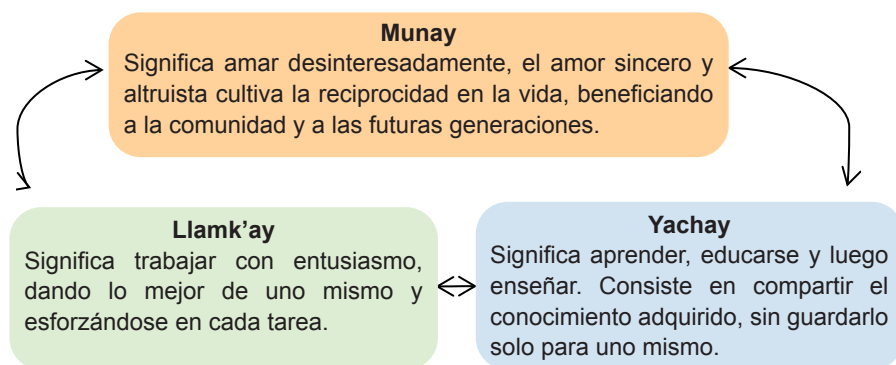 Munay
Significa amar desinteresadamente, el amor sincero y
altruista cultiva la reciprocidad en la vida, beneficiando
a la comunidad y a las futuras generaciones.
Llamk’ay
Significa trabajar con entusiasmo,
dando lo mejor de uno mismo y
esforzándose en cada tarea.
Yachay
Significa aprender, educarse y luego
enseñar. Consiste en compartir el
conocimiento adquirido, sin guardarlo
solo para uno mismo.